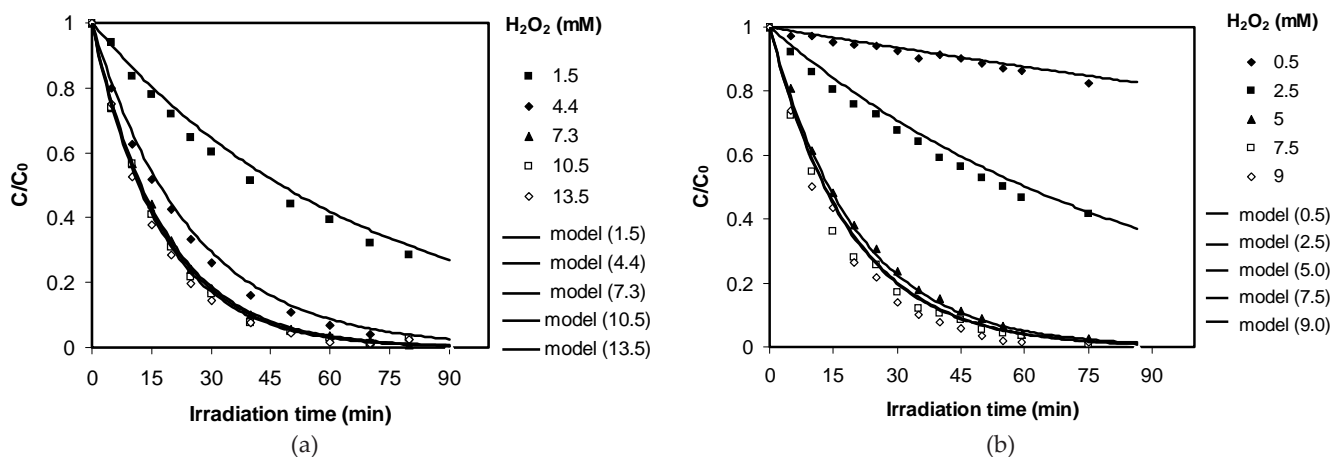 H₂O₂ (mM)
1.5
4.4
7.3
10.5
13.5
model (1.5)
model (4.4)
model (7.3)
model (10.5)
model (13.5)
C/C₀
1
0.8
0.6
0.4
0.2
0
0 15 30 45 60 75 90
Irradiation time (min)
(a)
H₂O₂ (mM)
0.5
2.5
5
7.5
9
model (0.5)
model (2.5)
model (5.0)
model (7.5)
model (9.0)
C/C₀
1
0.8
0.6
0.4
0.2
0
0 15 30 45 60 75 90
Irradiation time (min)
(b)